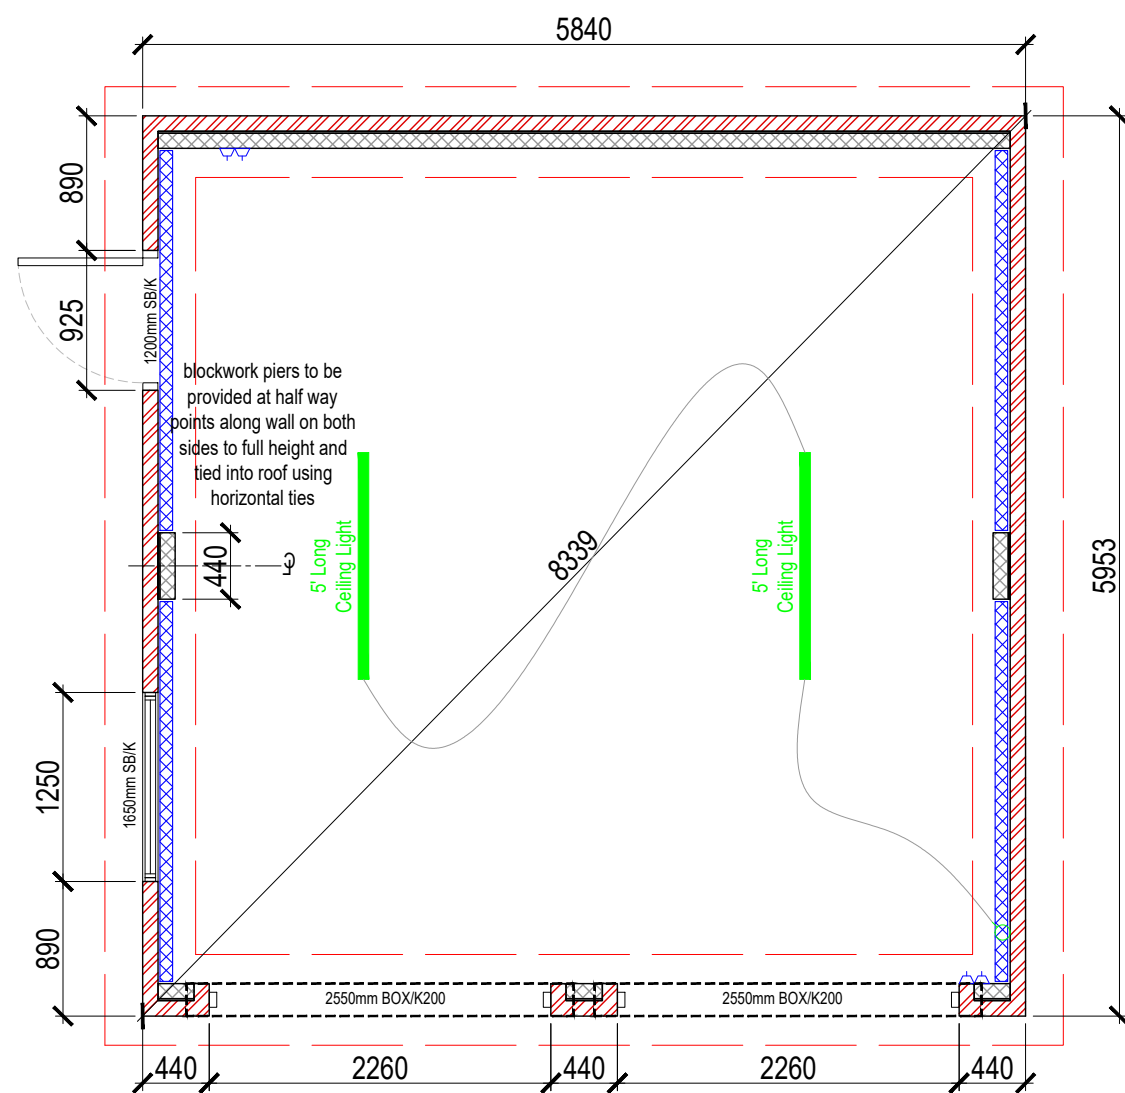 5840
890
925
1200mm SB/K
blockwork piers to be
provided at half way
points along wall on both
sides to full height and
tied into roof using
horizontal ties
440
5' Long
Ceiling Light
8339
5' Long
Ceiling Light
5953
1250
1650mm SB/K
890
2550mm BOX/K200
2550mm BOX/K200
440
2260
440
2260
440